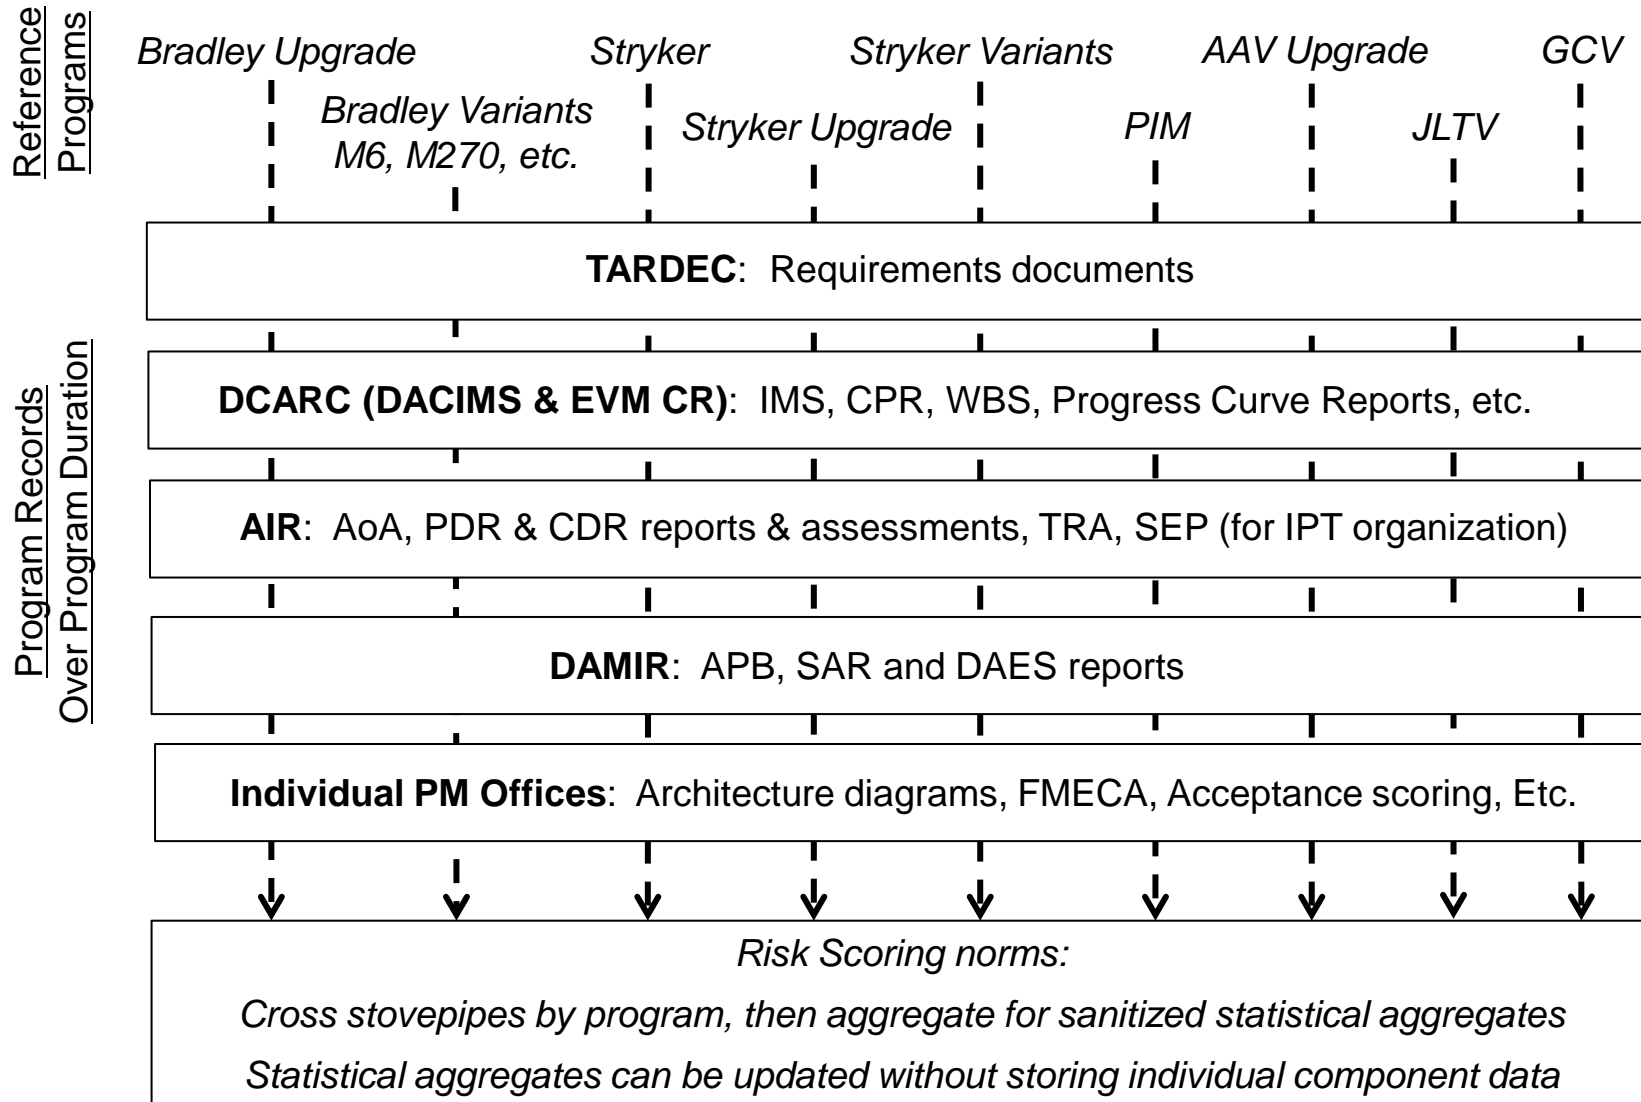 Reference
Programs
Bradley Upgrade
Stryker
Stryker Variants
AAV Upgrade
GCV
Bradley Variants
M6, M270, etc.
Stryker Upgrade
PIM
JLTV
TARDEC: Requirements documents
Program Records
Over Program Duration
DCARC (DACIMS & EVM CR): IMS, CPR, WBS, Progress Curve Reports, etc.
AIR: AoA, PDR & CDR reports & assessments, TRA, SEP (for IPT organization)
DAMIR: APB, SAR and DAES reports
Individual PM Offices: Architecture diagrams, FMECA, Acceptance scoring, Etc.
Risk Scoring norms:
Cross stovepipes by program, then aggregate for sanitized statistical aggregates
Statistical aggregates can be updated without storing individual component data